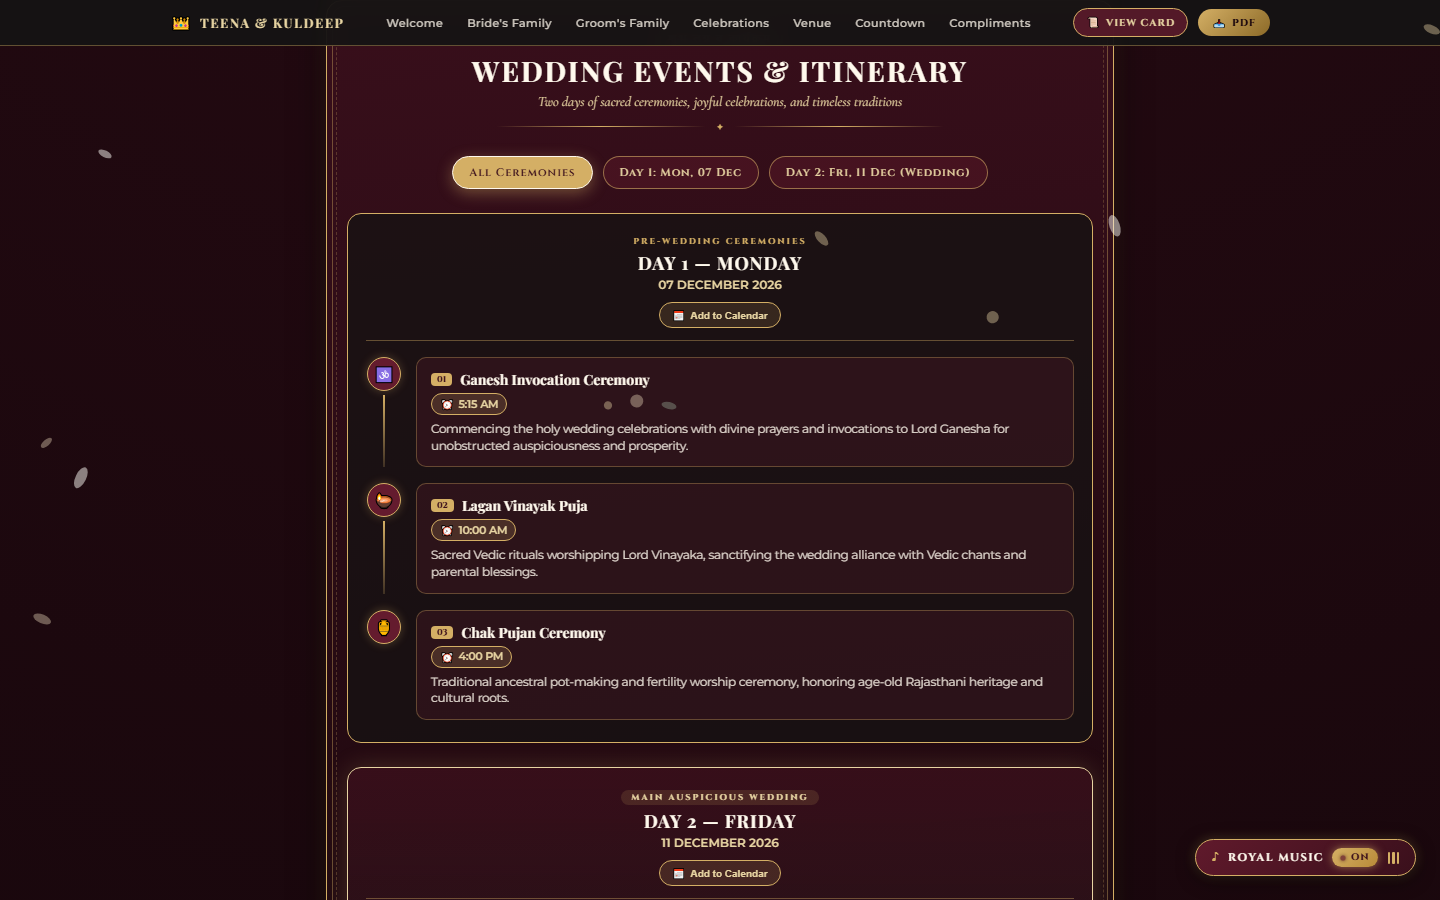 👑 TEENA & KULDEEP Welcome Bride's Family Groom's Family Celebrations Venue Countdown Compliments VIEW CARD PDF
WEDDING EVENTS & ITINERARY
Two days of sacred ceremonies, joyful celebrations, and timeless traditions
All Ceremonies Day 1: Mon, 07 Dec Day 2: Fri, 11 Dec (Wedding)
PRE-WEDDING CEREMONIES
DAY 1 — MONDAY
07 DECEMBER 2026
Add to Calendar
🕉
01 Ganesh Invocation Ceremony
5:15 AM
Commencing the holy wedding celebrations with divine prayers and invocations to Lord Ganesha for
unobstructed auspiciousness and prosperity.
02 Lagan Vinayak Puja
10:00 AM
Sacred Vedic rituals worshipping Lord Vinayaka, sanctifying the wedding alliance with Vedic chants and
parental blessings.
03 Chak Pujan Ceremony
4:00 PM
Traditional ancestral pot-making and fertility worship ceremony, honoring age-old Rajasthani heritage and
cultural roots.
MAIN AUSPICIOUS WEDDING
DAY 2 — FRIDAY
11 DECEMBER 2026
Add to Calendar
♪ ROYAL MUSIC ON